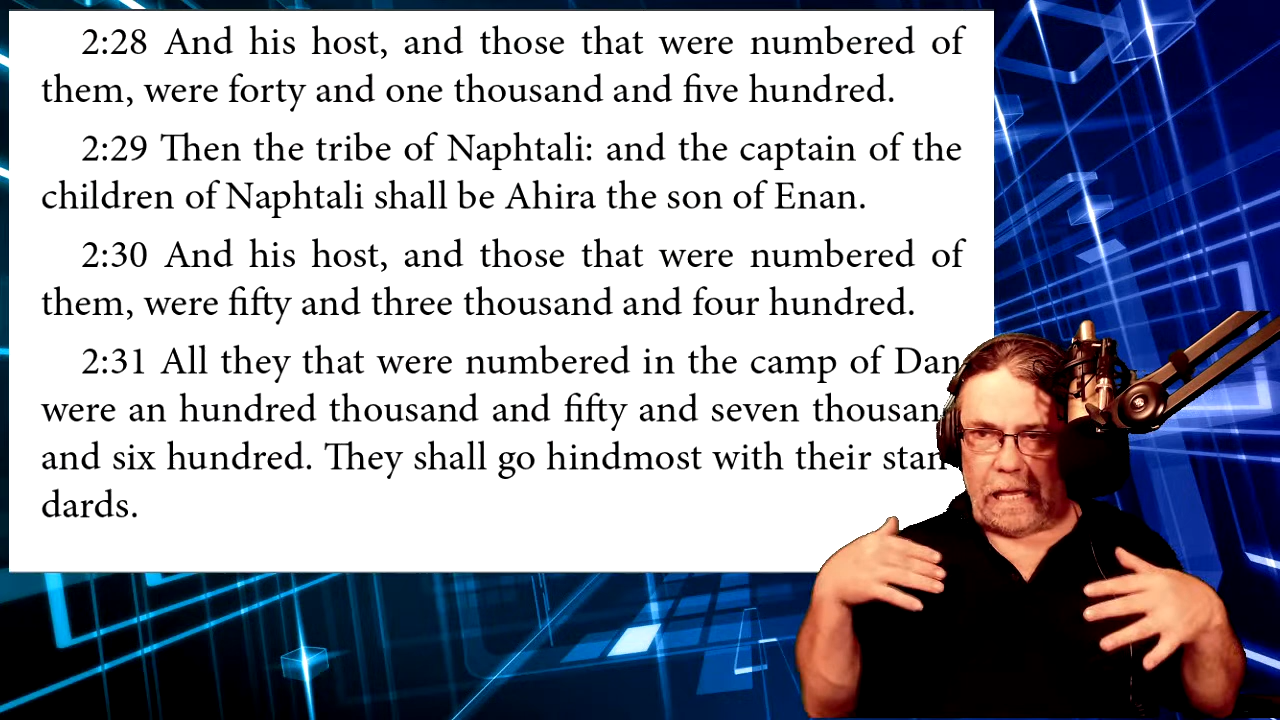 2:28 And his host, and those that were numbered of
them, were forty and one thousand and five hundred.
2:29 Then the tribe of Naphtali: and the captain of the
children of Naphtali shall be Ahira the son of Enan.
2:30 And his host, and those that were numbered of
them, were fifty and three thousand and four hundred.
2:31 All they that were numbered in the camp of Dan
were an hundred thousand and fifty and seven thousan
and six hundred. They shall go hindmost with their stan
dards.